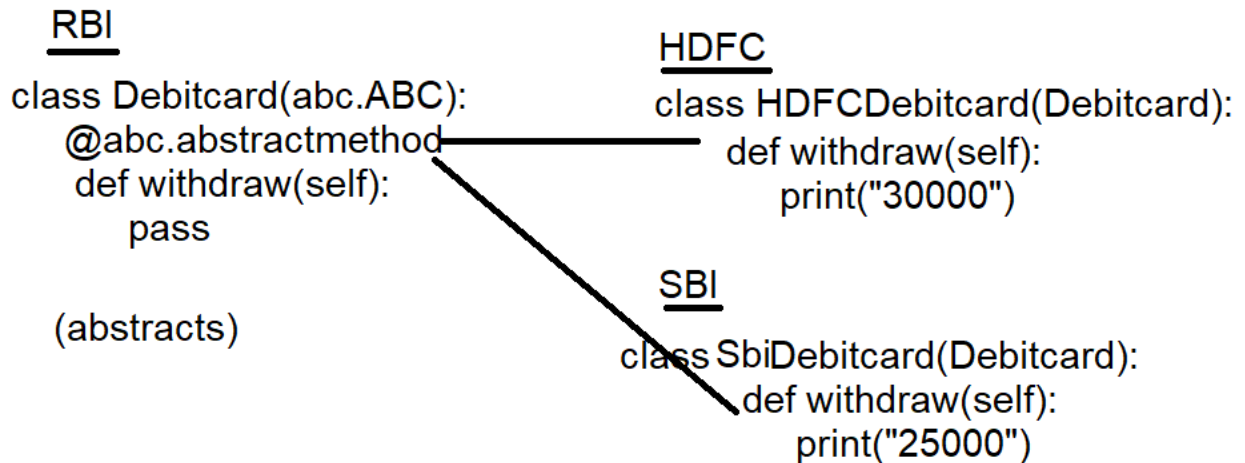 RBI
class Debitcard(abc.ABC):
@abc.abstractmethod
def withdraw(self):
pass
(abstracts)
HDFC
class HDFCDebitcard(Debitcard):
def withdraw(self):
print("30000")
SBI
class SbiDebitcard(Debitcard):
def withdraw(self):
print("25000")